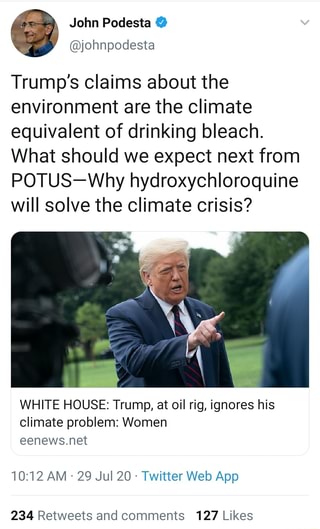 John Podesta
@johnpodesta
Trump's claims about the
environment are the climate
equivalent of drinking bleach.
What should we expect next from
POTUS—Why hydroxychloroquine
will solve the climate crisis?
WHITE HOUSE: Trump, at oil rig, ignores his
climate problem: Women
eenews.net
10:12 AM · 29 Jul 20 · Twitter Web App
234 Retweets and comments 127 Likes